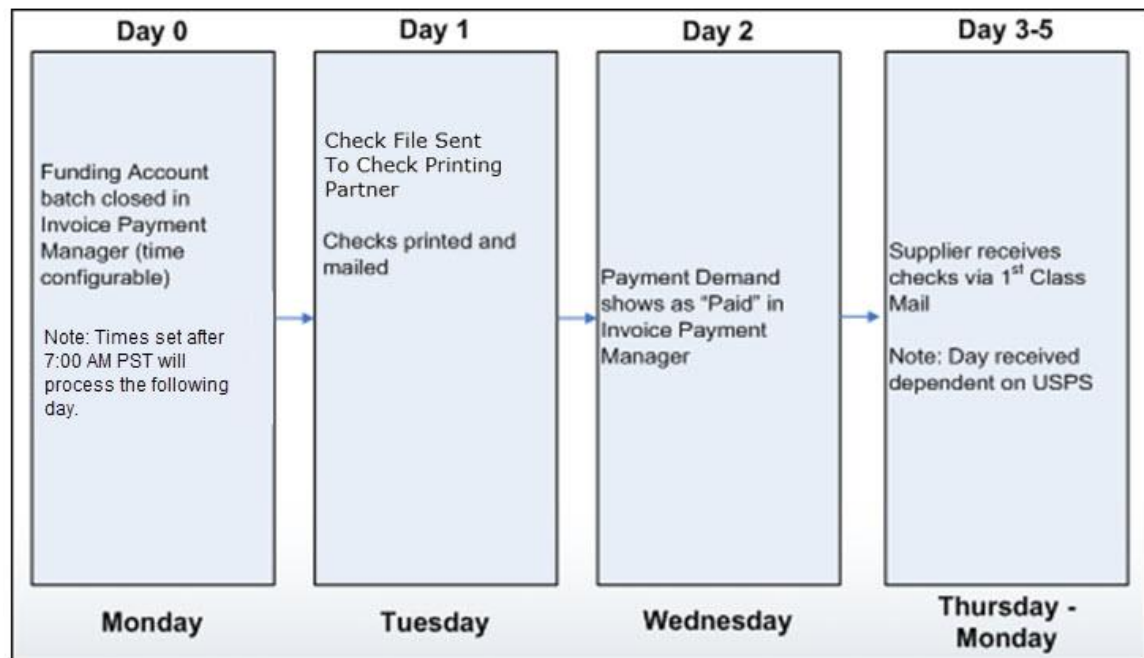 Day 0
Day 1
Day 2
Day 3-5
Funding Account
batch closed in
Invoice Payment
Manager (time
configurable)
Note: Times set after
7:00 AM PST will
process the following
day.
Check File Sent
To Check Printing
Partner
Checks printed and
mailed
Payment Demand
shows as "Paid" in
Invoice Payment
Manager
Supplier receives
checks via 1st Class
Mail
Note: Day received
dependent on USPS
Monday
Tuesday
Wednesday
Thursday -
Monday